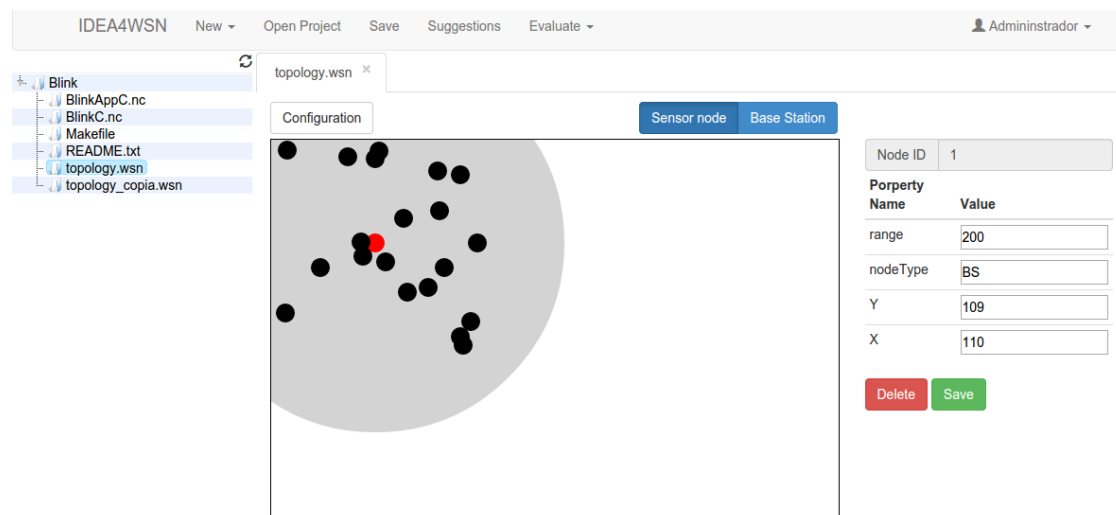 IDEA4WSN New Open Project Save Suggestions Evaluate Admininstrador
topology.wsn ×
Blink
BlinkAppC.nc
BlinkC.nc
Makefile
README.txt
topology.wsn
topology_copia.wsn
Configuration Sensor node Base Station
Node ID 1
Porperty
Name Value
range 200
nodeType BS
Y 109
X 110
Delete Save